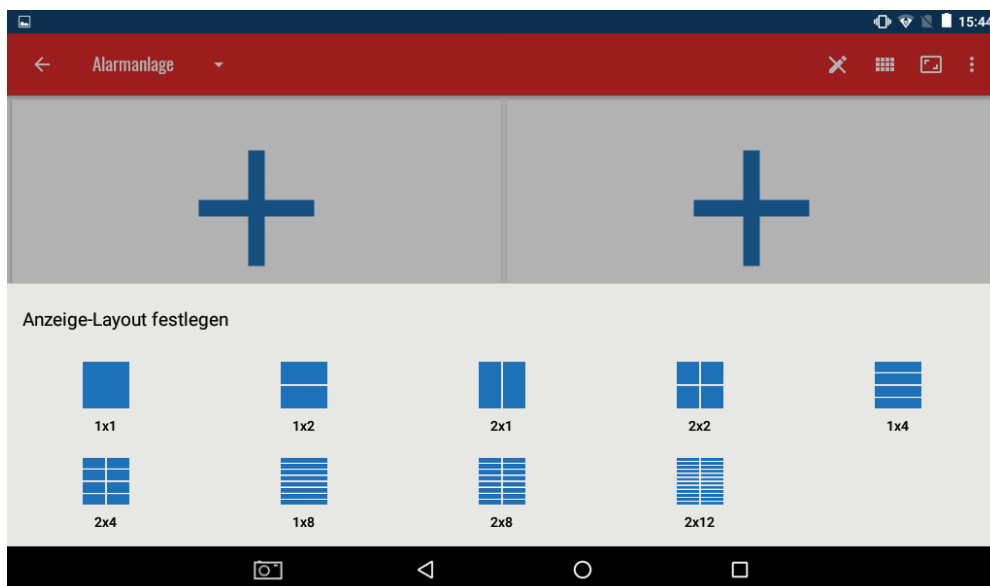 15:44
Alarmanlage
Anzeige-Layout festlegen
1x1 1x2 2x1 2x2 1x4
2x4 1x8 2x8 2x12